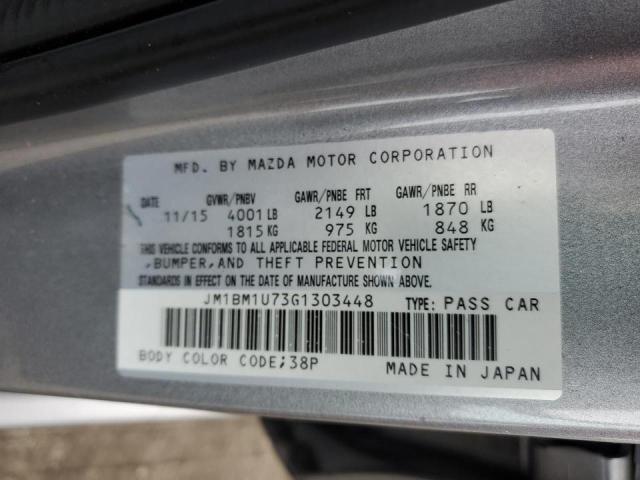 MFD. BY MAZDA MOTOR CORPORATION
DATE GVWR/PNBV GAWR/PNBE FRT GAWR/PNBE RR
11/15 4001 LB 2149 LB 1870 LB
1815 KG 975 KG 848 KG
THIS VEHICLE CONFORMS TO ALL APPLICABLE FEDERAL MOTOR VEHICLE SAFETY
,BUMPER,AND THEFT PREVENTION
STANDARDS IN EFFECT ON THE DATE OF MANUFACTURE SHOWN ABOVE.
JM1BM1U73G1303448 TYPE: PASS CAR
BODY COLOR CODE;38P MADE IN JAPAN